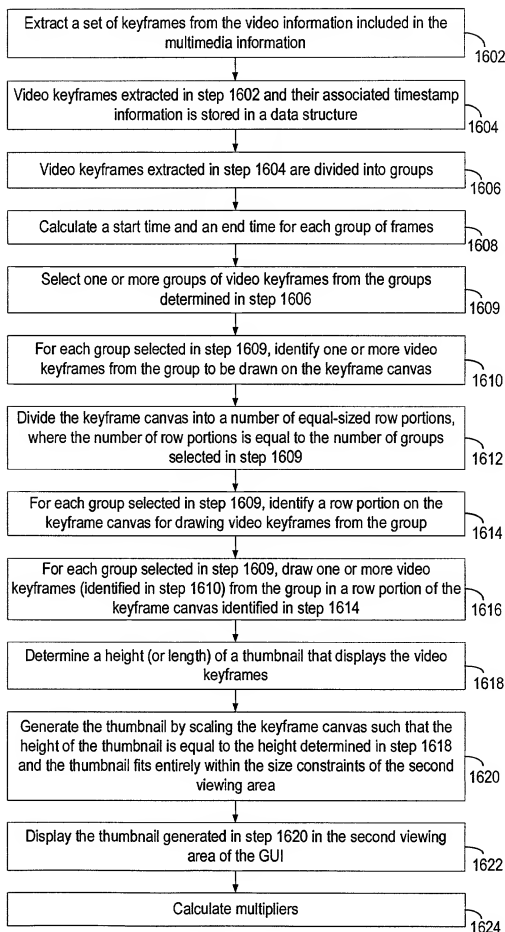 Extract a set of keyframes from the video information included in the
multimedia information
1602
Video keyframes extracted in step 1602 and their associated timestamp
information is stored in a data structure
1604
Video keyframes extracted in step 1604 are divided into groups
1606
Calculate a start time and an end time for each group of frames
1608
Select one or more groups of video keyframes from the groups
determined in step 1606
1609
For each group selected in step 1609, identify one or more video
keyframes from the group to be drawn on the keyframe canvas
1610
Divide the keyframe canvas into a number of equal-sized row portions,
where the number of row portions is equal to the number of groups
selected in step 1609
1612
For each group selected in step 1609, identify a row portion on the
keyframe canvas for drawing video keyframes from the group
1614
For each group selected in step 1609, draw one or more video
keyframes (identified in step 1610) from the group in a row portion of the
keyframe canvas identified in step 1614
1616
Determine a height (or length) of a thumbnail that displays the video
keyframes
1618
Generate the thumbnail by scaling the keyframe canvas such that the
height of the thumbnail is equal to the height determined in step 1618
and the thumbnail fits entirely within the size constraints of the second
viewing area
1620
Display the thumbnail generated in step 1620 in the second viewing
area of the GUI
1622
Calculate multipliers
1624